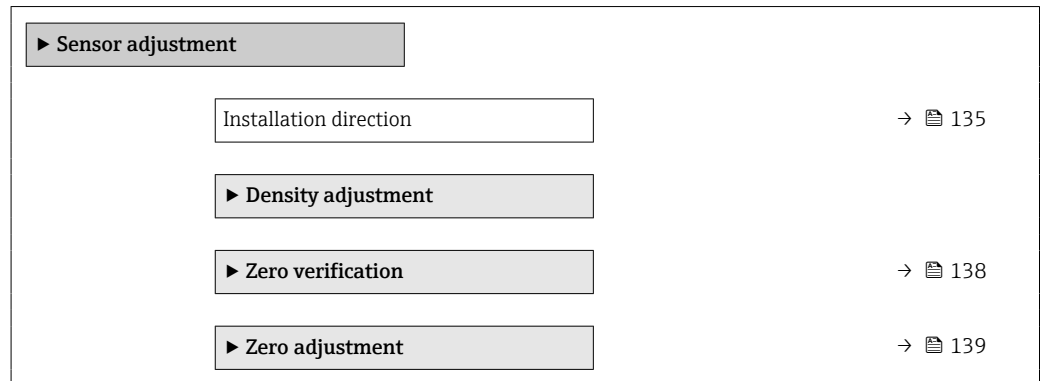 ▶ Sensor adjustment
Installation direction → 135
▶ Density adjustment
▶ Zero verification → 138
▶ Zero adjustment → 139